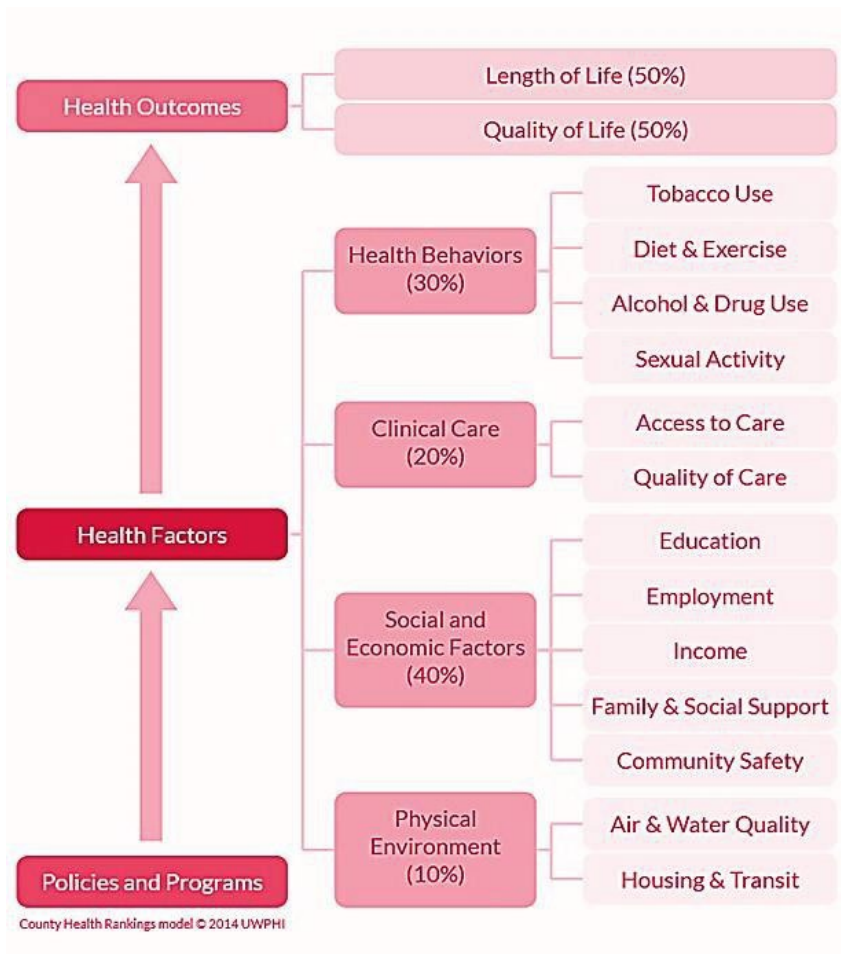 Health Outcomes
Length of Life (50%)
Quality of Life (50%)
Health Behaviors
(30%)
Tobacco Use
Diet & Exercise
Alcohol & Drug Use
Sexual Activity
Clinical Care
(20%)
Access to Care
Quality of Care
Health Factors
Social and
Economic Factors
(40%)
Education
Employment
Income
Family & Social Support
Community Safety
Physical
Environment
(10%)
Air & Water Quality
Housing & Transit
Policies and Programs
County Health Rankings model © 2014 UWPHI